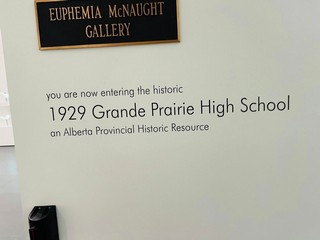 EUPHEMIA McNAUGHT
GALLERY
you are now entering the historic
1929 Grande Prairie High School
an Alberta Provincial Historic Resource